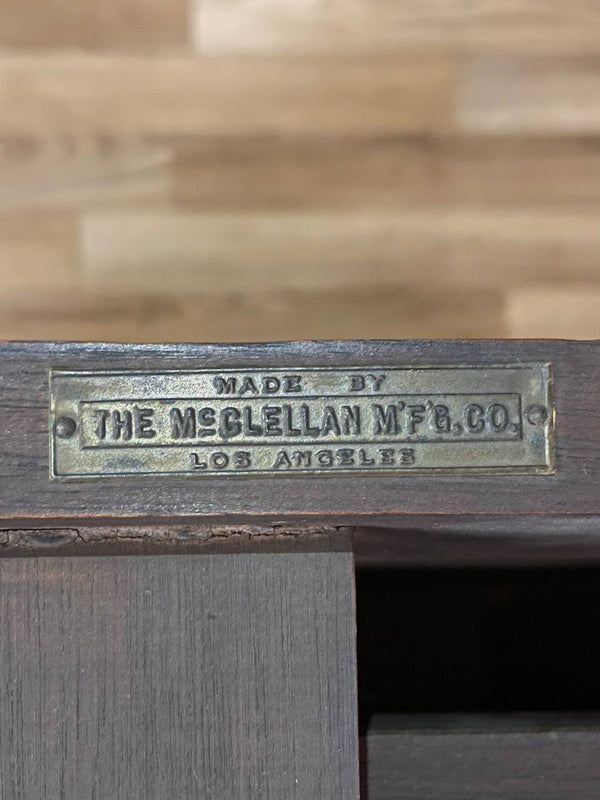 MADE BY
THE McCLELLAN M'F'G. CO.
LOS ANGELES